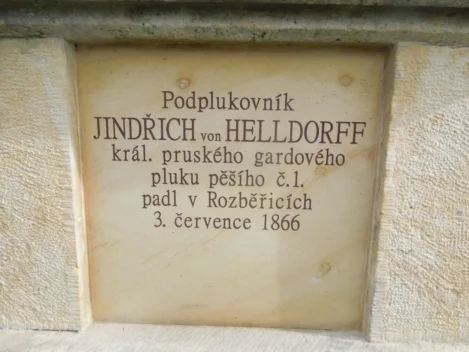 Podplukovník
JINDŘICH von HELLDORFF
král. pruského gardového
pluku pěšího č.1.
padl v Rozběřicích
3. července 1866